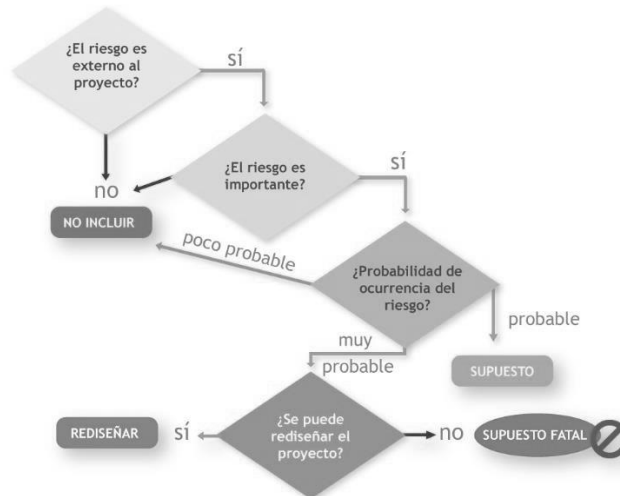 ¿El riesgo es
externo al
proyecto?
sí
¿El riesgo es
importante?
sí
no
NO INCLUIR
poco probable
¿Probabilidad de
ocurrencia del
riesgo?
probable
muy
probable
SUPUESTO
¿Se puede
rediseñar el
proyecto?
REDISEÑAR
sí
no
SUPUESTO FATAL